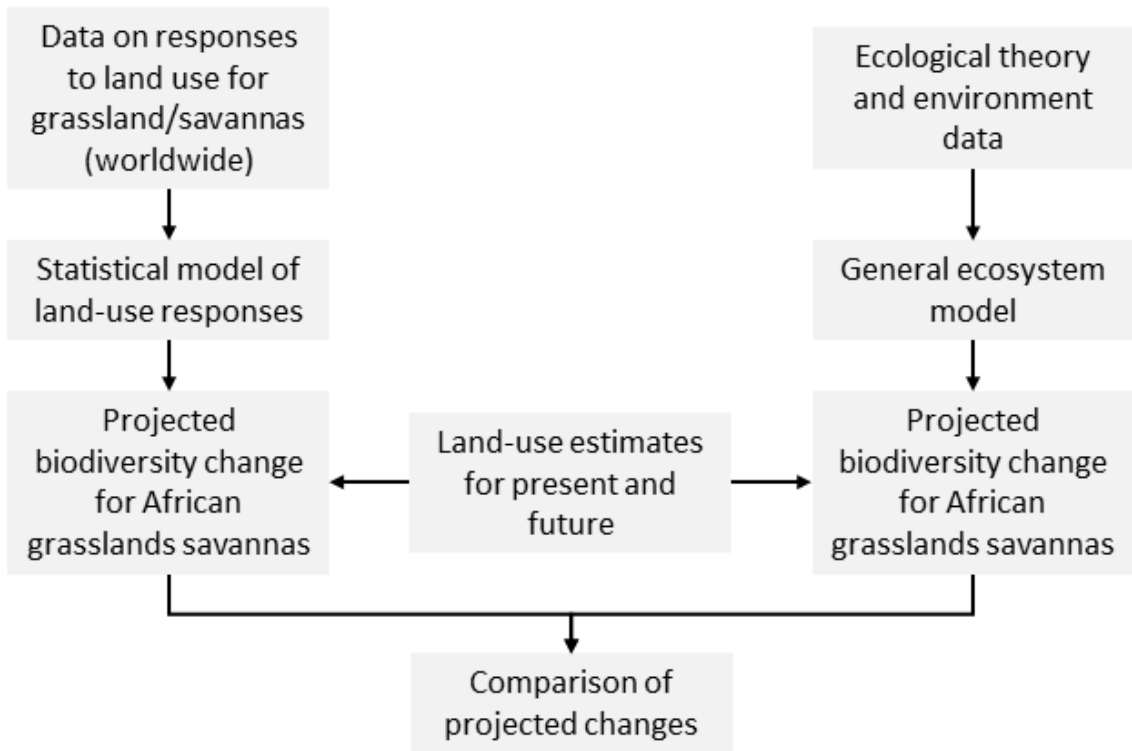 Data on responses
to land use for
grassland/savannas
(worldwide)
Ecological theory
and environment
data
Statistical model of
land-use responses
General ecosystem
model
Projected
biodiversity change
for African
grasslands savannas
Land-use estimates
for present and
future
Projected
biodiversity change
for African
grasslands savannas
Comparison of
projected changes